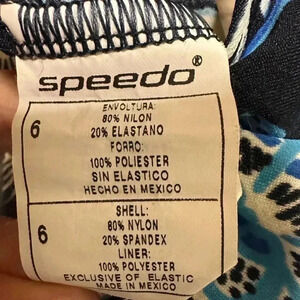 speedo®
6
ENVOLTURA:
80% NILON
20% ELASTANO
FORRO:
100% POLIESTER
SIN ELASTICO
HECHO EN MEXICO
6
SHELL:
80% NYLON
20% SPANDEX
LINER:
100% POLYESTER
EXCLUSIVE OF ELASTIC
MADE IN MEXICO